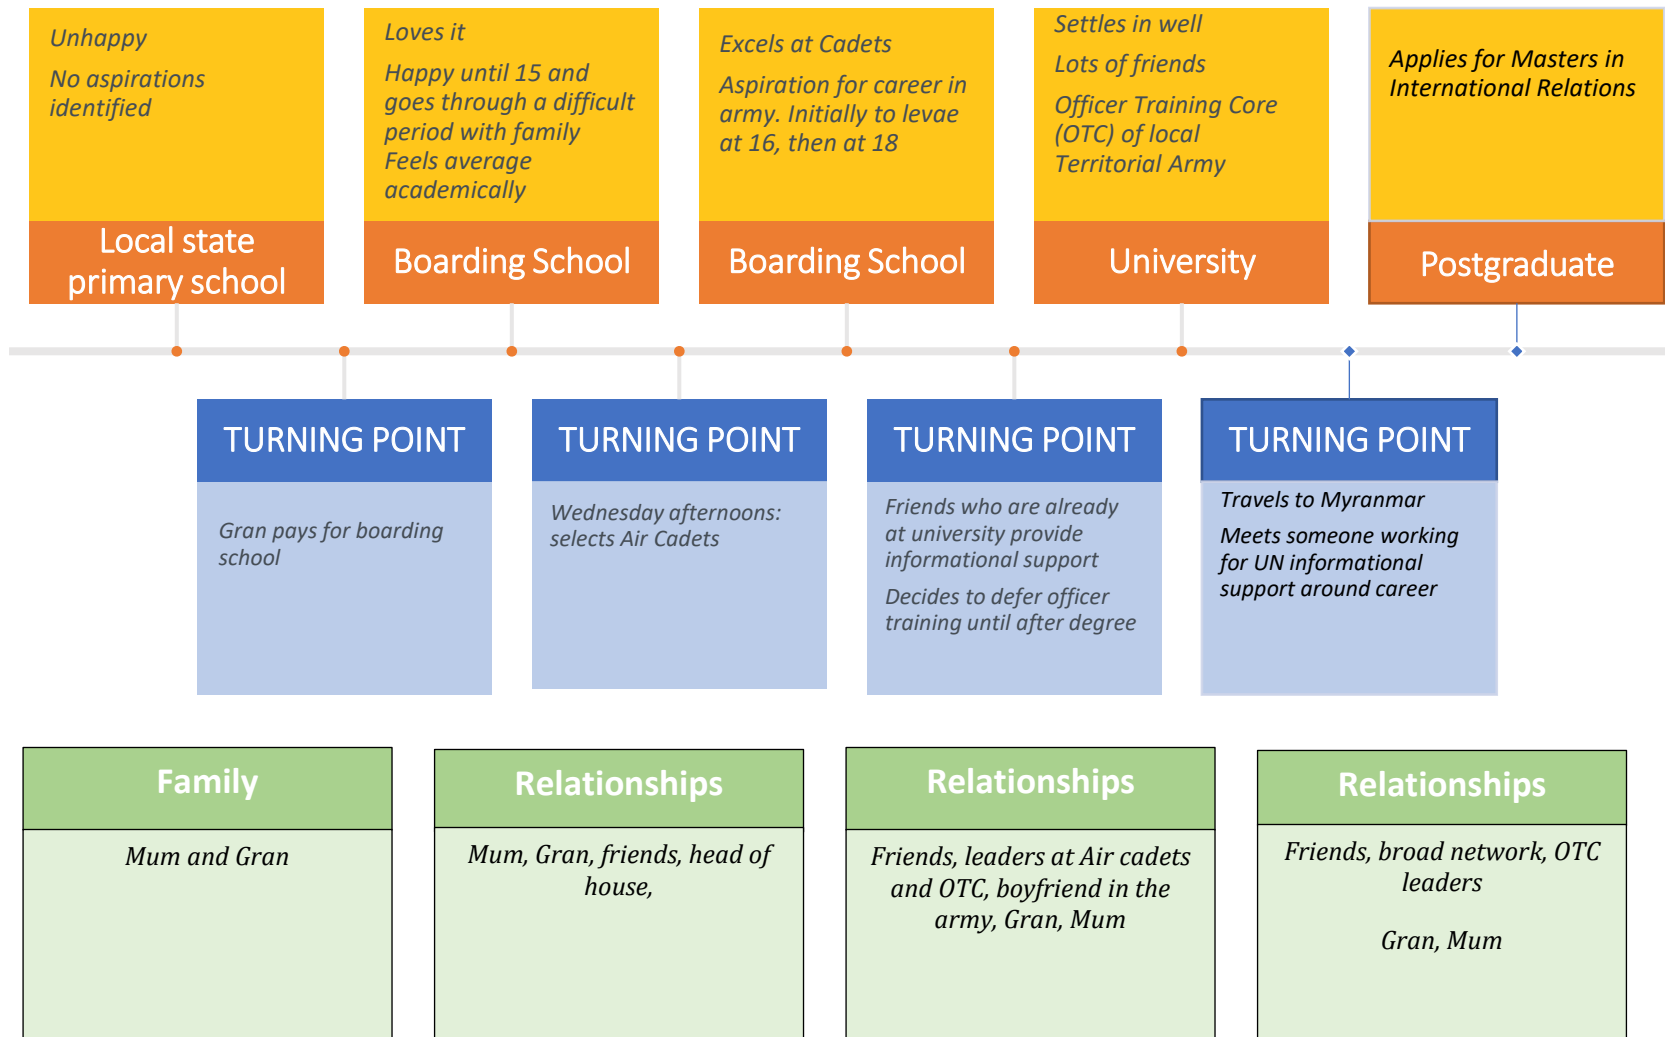 Unhappy
No aspirations
identified
Local state
primary school
Loves it
Happy until 15 and
goes through a difficult
period with family
Feels average
academically
Boarding School
Excels at Cadets
Aspiration for career in
army. Initially to levae
at 16, then at 18
Boarding School
Settles in well
Lots of friends
Officer Training Core
(OTC) of local
Territorial Army
University
Applies for Masters in
International Relations
Postgraduate
TURNING POINT
Gran pays for boarding
school
TURNING POINT
Wednesday afternoons:
selects Air Cadets
TURNING POINT
Friends who are already
at university provide
informational support
Decides to defer officer
training until after degree
TURNING POINT
Travels to Myranmar
Meets someone working
for UN informational
support around career
Family
Mum and Gran
Relationships
Mum, Gran, friends, head of
house,
Relationships
Friends, leaders at Air cadets
and OTC, boyfriend in the
army, Gran, Mum
Relationships
Friends, broad network, OTC
leaders
Gran, Mum